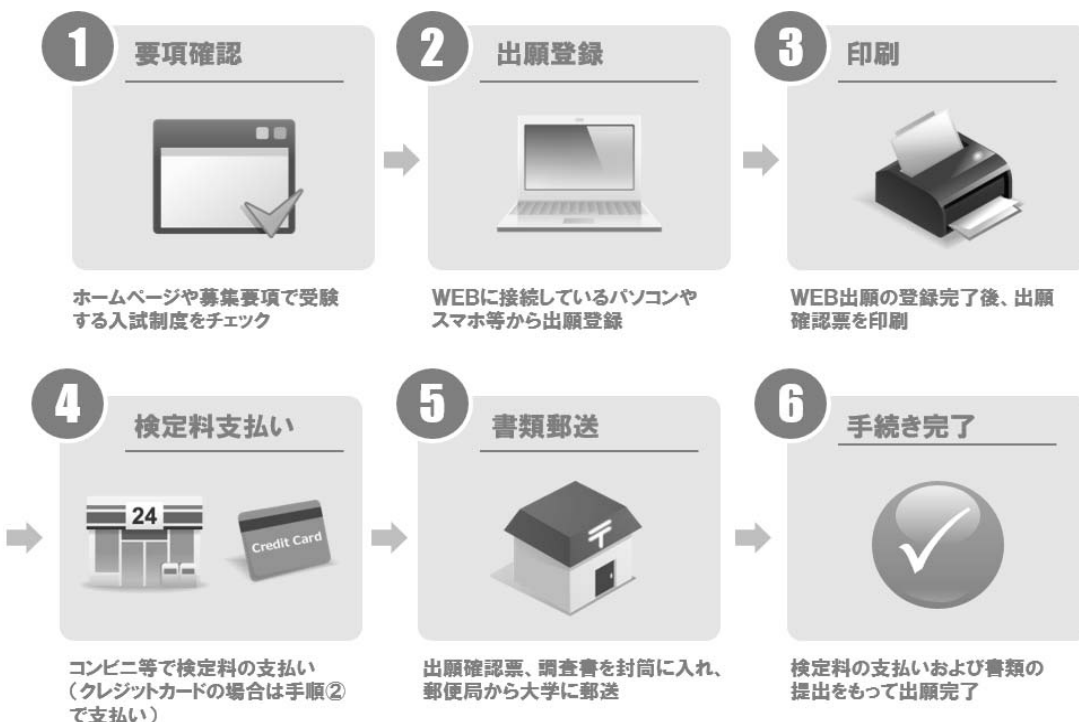 1
要項確認
ホームページや募集要項で受験
する入試制度をチェック
2
出願登録
WEBに接続しているパソコンや
スマホ等から出願登録
3
印刷
WEB出願の登録完了後、出願
確認票を印刷
4
検定料支払い
24
Credit Card
コンビニ等で検定料の支払い
（クレジットカードの場合は手順②
で支払い）
5
書類郵送
〒
出願確認票、調査書を封筒に入れ、
郵便局から大学に郵送
6
手続き完了
検定料の支払いおよび書類の
提出をもって出願完了